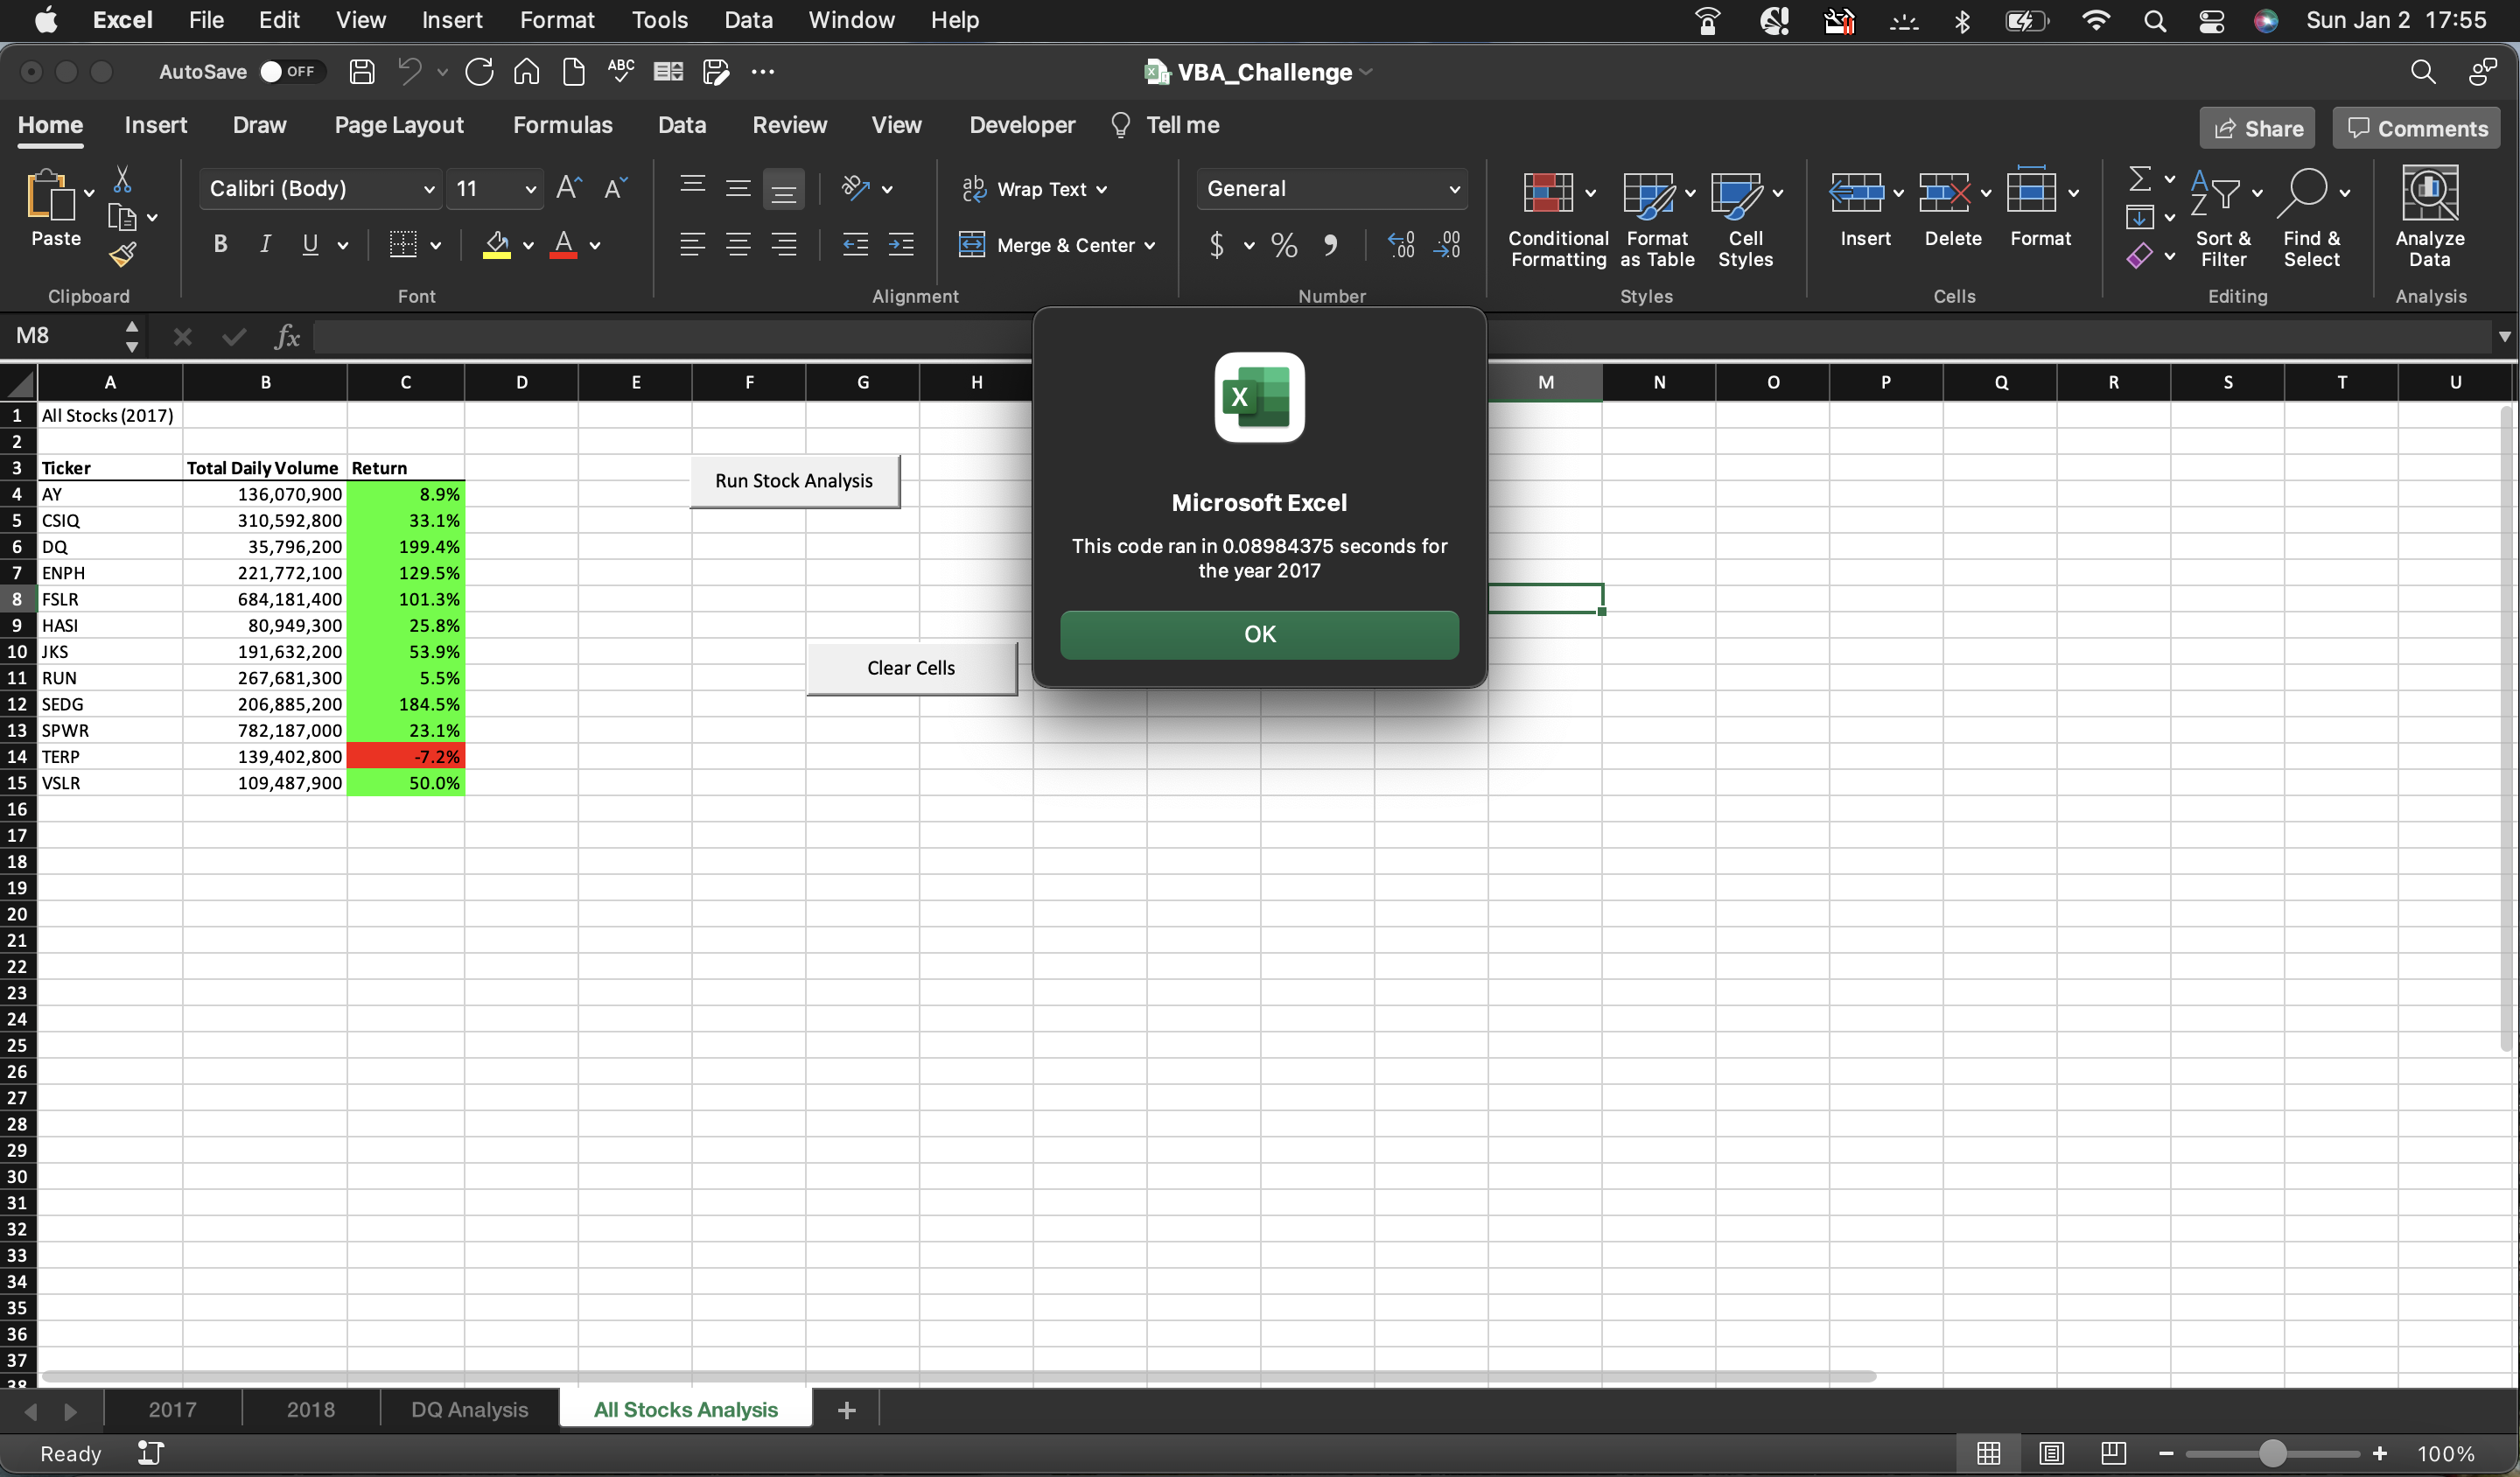 Excel File Edit View Insert Format Tools Data Window Help Sun Jan 2 17:55
AutoSave OFF ABC VBA_Challenge
Home Insert Draw Page Layout Formulas Data Review View Developer Tell me Share Comments
Calibri (Body) 11 Wrap Text General
Paste B I U Merge & Center $ % Conditional Formatting Format as Table Cell Styles Insert Delete Format Sort & Filter Find & Select Analyze Data
Clipboard Font Alignment Number Styles Cells Editing Analysis
M8 fx
A B C D E F G H M N O P Q R S T U
1 All Stocks (2017)
2
3 Ticker Total Daily Volume Return
4 AY 136,070,900 8.9%
5 CSIQ 310,592,800 33.1%
6 DQ 35,796,200 199.4%
7 ENPH 221,772,100 129.5%
8 FSLR 684,181,400 101.3%
9 HASI 80,949,300 25.8%
10 JKS 191,632,200 53.9%
11 RUN 267,681,300 5.5%
12 SEDG 206,885,200 184.5%
13 SPWR 782,187,000 23.1%
14 TERP 139,402,800 -7.2%
15 VSLR 109,487,900 50.0%
16
17
18
19
20
21
22
23
24
25
26
27
28
29
30
31
32
33
34
35
36
37
38
Run Stock Analysis
Clear Cells
Microsoft Excel
This code ran in 0.08984375 seconds for
the year 2017
OK
2017 2018 DQ Analysis All Stocks Analysis +
Ready 100%